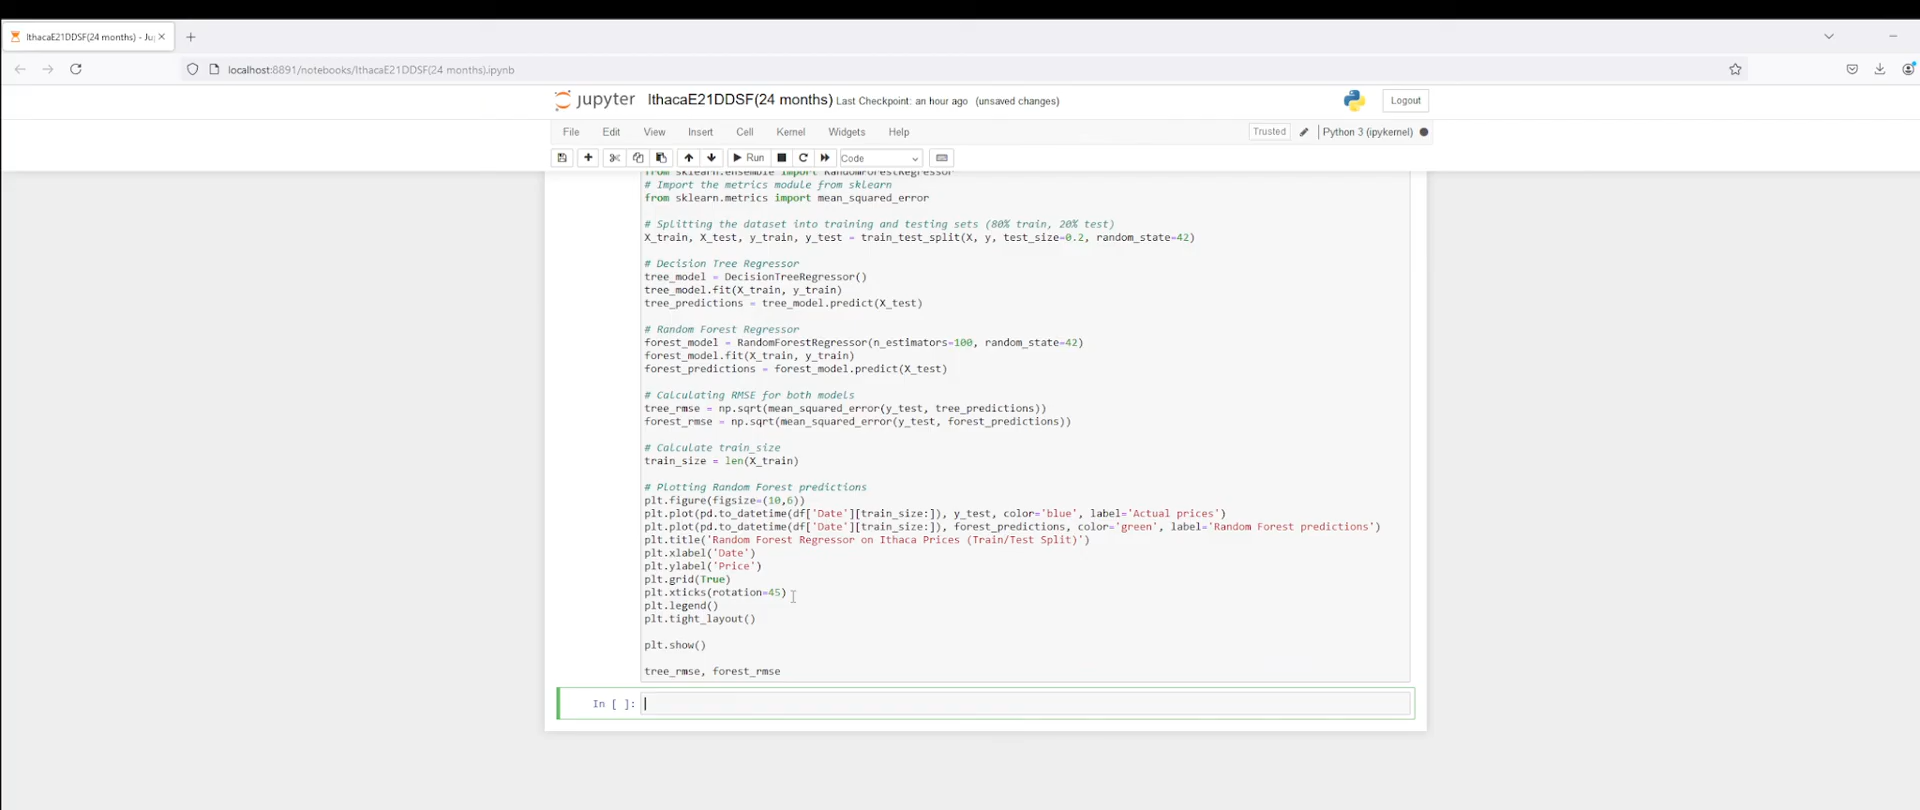 IthacaE21DDSF(24 months) - Ju
localhost:8891/notebooks/IthacaE21DDSF(24 months).ipynb
jupyter IthacaE21DDSF(24 months) Last Checkpoint: an hour ago (unsaved changes)
Logout
File Edit View Insert Cell Kernel Widgets Help
Trusted Python 3 (ipykernel)
Run Code
from sklearn.ensemble import RandomForestRegressor
# Import the metrics module from sklearn
from sklearn.metrics import mean_squared_error
# Splitting the dataset into training and testing sets (80% train, 20% test)
X_train, X_test, y_train, y_test = train_test_split(X, y, test_size=0.2, random_state=42)
# Decision Tree Regressor
tree_model = DecisionTreeRegressor()
tree_model.fit(X_train, y_train)
tree_predictions = tree_model.predict(X_test)
# Random Forest Regressor
forest_model = RandomForestRegressor(n_estimators=100, random_state=42)
forest_model.fit(X_train, y_train)
forest_predictions = forest_model.predict(X_test)
# Calculating RMSE for both models
tree_rmse = np.sqrt(mean_squared_error(y_test, tree_predictions))
forest_rmse = np.sqrt(mean_squared_error(y_test, forest_predictions))
# Calculate train_size
train_size = len(X_train)
# Plotting Random Forest predictions
plt.figure(figsize=(10,6))
plt.plot(pd.to_datetime(df['Date'][train_size:]), y_test, color='blue', label='Actual prices')
plt.plot(pd.to_datetime(df['Date'][train_size:]), forest_predictions, color='green', label='Random Forest predictions')
plt.title('Random Forest Regressor on Ithaca Prices (Train/Test Split)')
plt.xlabel('Date')
plt.ylabel('Price')
plt.grid(True)
plt.xticks(rotation=45)
plt.legend()
plt.tight_layout()
plt.show()
tree_rmse, forest_rmse
In [ ]: